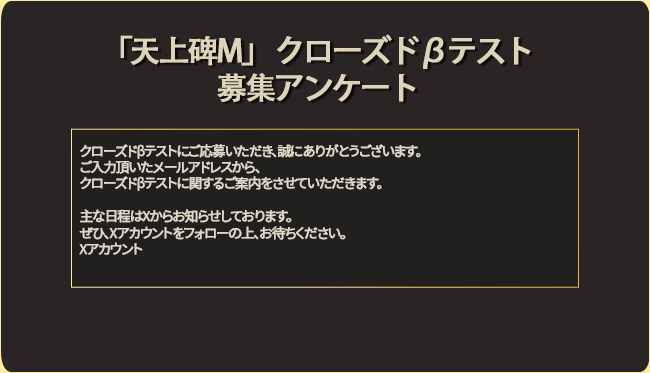 「天上碑M」クローズドβテスト
募集アンケート
クローズドβテストにご応募いただき、誠にありがとうございます。
ご入力頂いたメールアドレスから、
クローズドβテストに関するご案内をさせていただきます。
主な日程はXからお知らせしております。
ぜひ、Xアカウントをフォローの上、お待ちください。
Xアカウント